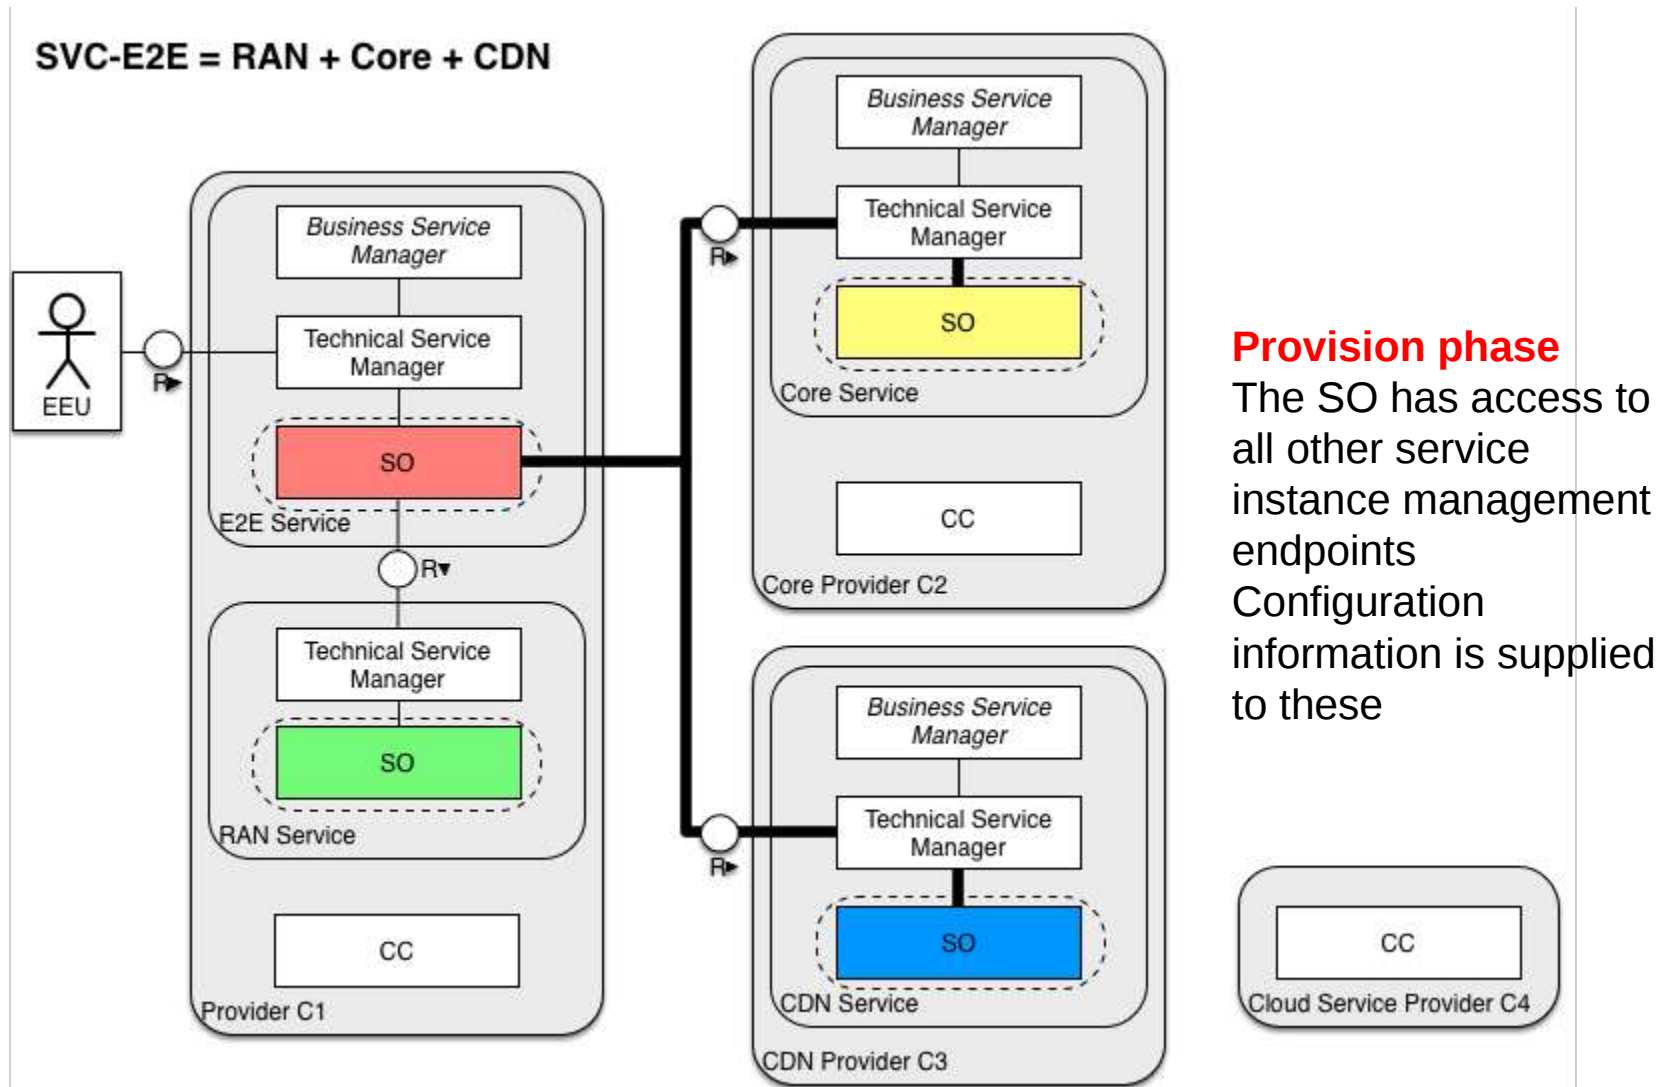 SVC-E2E = RAN + Core + CDN
EEU
R▶
Business Service
Manager
Technical Service
Manager
SO
E2E Service
R▼
Technical Service
Manager
SO
RAN Service
CC
Provider C1
R▶
Business Service
Manager
Technical Service
Manager
SO
Core Service
CC
Core Provider C2
R▶
Business Service
Manager
Technical Service
Manager
SO
CDN Service
CDN Provider C3
Provision phase
The SO has access to
all other service
instance management
endpoints
Configuration
information is supplied
to these
CC
Cloud Service Provider C4